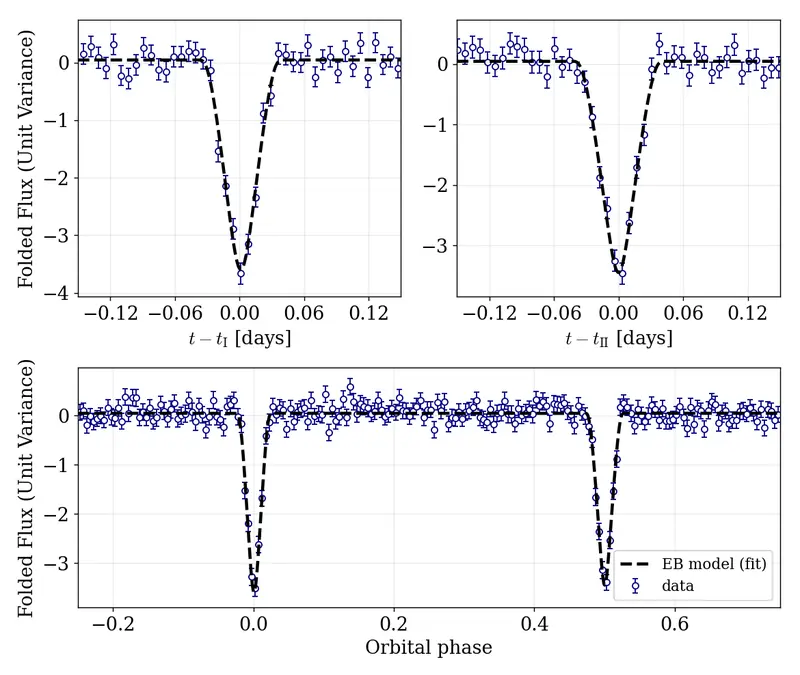 Folded Flux (Unit Variance)
0
−1
−2
−3
−4
−0.12 −0.06 0.00 0.06 0.12
t − t_I [days]
0
−1
−2
−3
−0.12 −0.06 0.00 0.06 0.12
t − t_II [days]
Folded Flux (Unit Variance)
0
−1
−2
−3
EB model (fit)
data
−0.2 0.0 0.2 0.4 0.6
Orbital phase